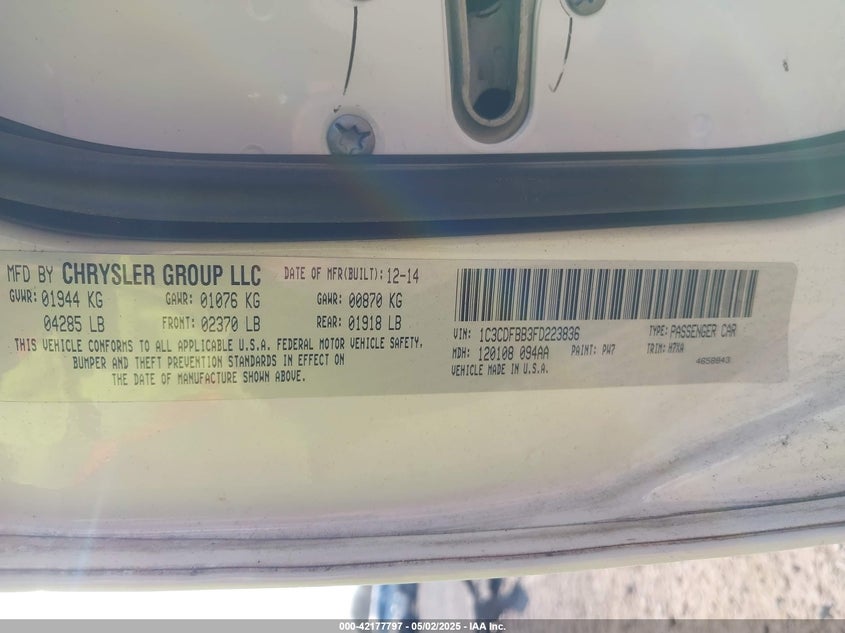 MFD BY CHRYSLER GROUP LLC DATE OF MFR(BUILT): 12-14
GVWR: 01944 KG GAWR: 01076 KG GAWR: 00870 KG
04285 LB FRONT: 02370 LB REAR: 01918 LB
THIS VEHICLE CONFORMS TO ALL APPLICABLE U.S.A. FEDERAL MOTOR VEHICLE SAFETY,
BUMPER AND THEFT PREVENTION STANDARDS IN EFFECT ON
THE DATE OF MANUFACTURE SHOWN ABOVE.
VIN: 1C3CDFBB3FD223836 TYPE: PASSENGER CAR
MDH: 120108 094AA PAINT: PW7 TRIM: H7XA
VEHICLE MADE IN U.S.A. 4658843
000-42177797 - 05/02/2025 - IAA Inc.